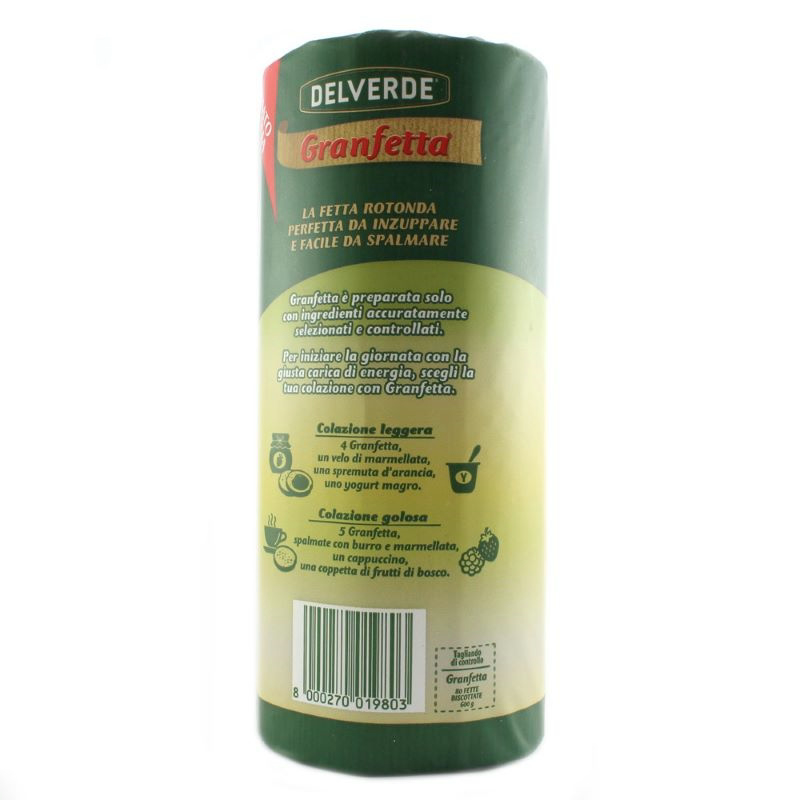 DELVERDE®
Granfetta®
LA FETTA ROTONDA
PERFETTA DA INZUPPARE
E FACILE DA SPALMARE
Granfetta è preparata solo
con ingredienti accuratamente
selezionati e controllati.
Per iniziare la giornata con la
giusta carica di energia, scegli la
tua colazione con Granfetta.
Colazione leggera
4 Granfetta,
un velo di marmellata,
una spremuta d'arancia,
uno yogurt magro.
Y
Colazione golosa
5 Granfetta,
spalmate con burro e marmellata,
un cappuccino,
una coppetta di frutti di bosco.
8 000270 019803
Tagliando
di controllo
Granfetta
80 FETTE
BISCOTTATE
600 g